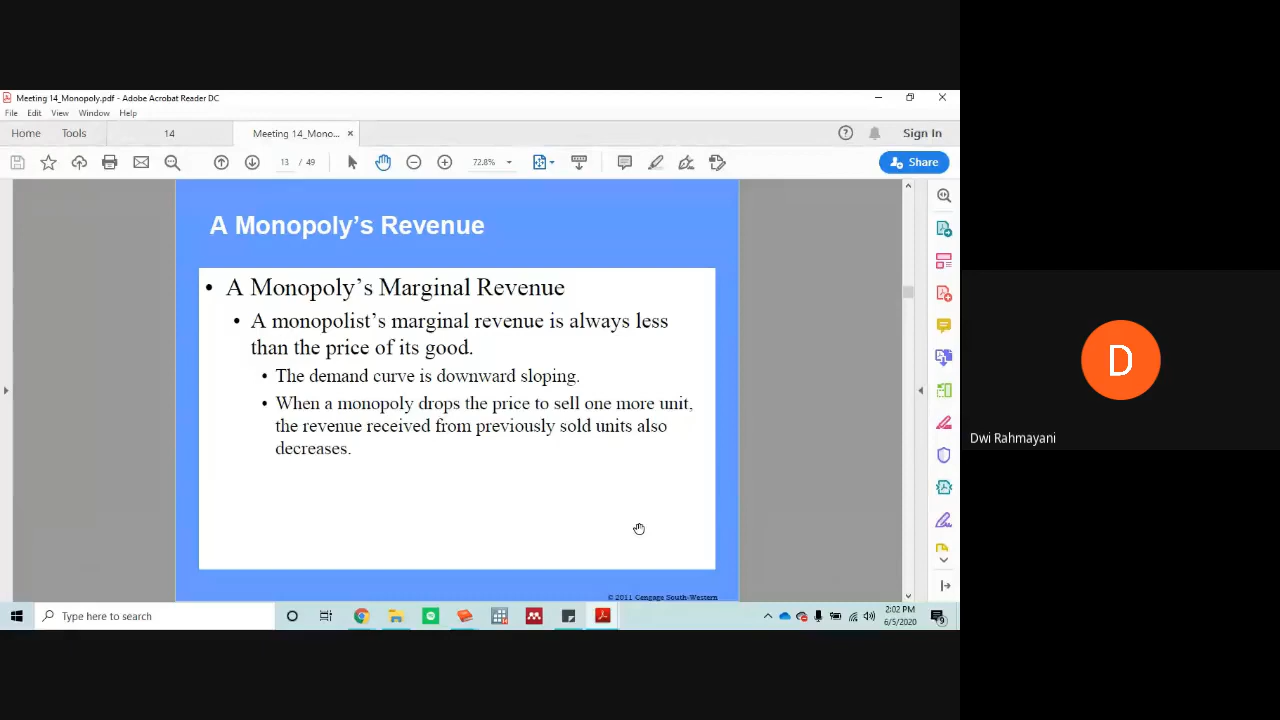 Meeting 14_Monopoly.pdf - Adobe Acrobat Reader DC
File Edit View Window Help
Home Tools 14 Meeting 14_Mono... × Sign In
13 / 49 72.8% Share
A Monopoly's Revenue
• A Monopoly's Marginal Revenue
• A monopolist's marginal revenue is always less
than the price of its good.
• The demand curve is downward sloping.
• When a monopoly drops the price to sell one more unit,
the revenue received from previously sold units also
decreases.
© 2011 Cengage South-Western
D
Dwi Rahmayani
Type here to search
2:02 PM
6/5/2020
9